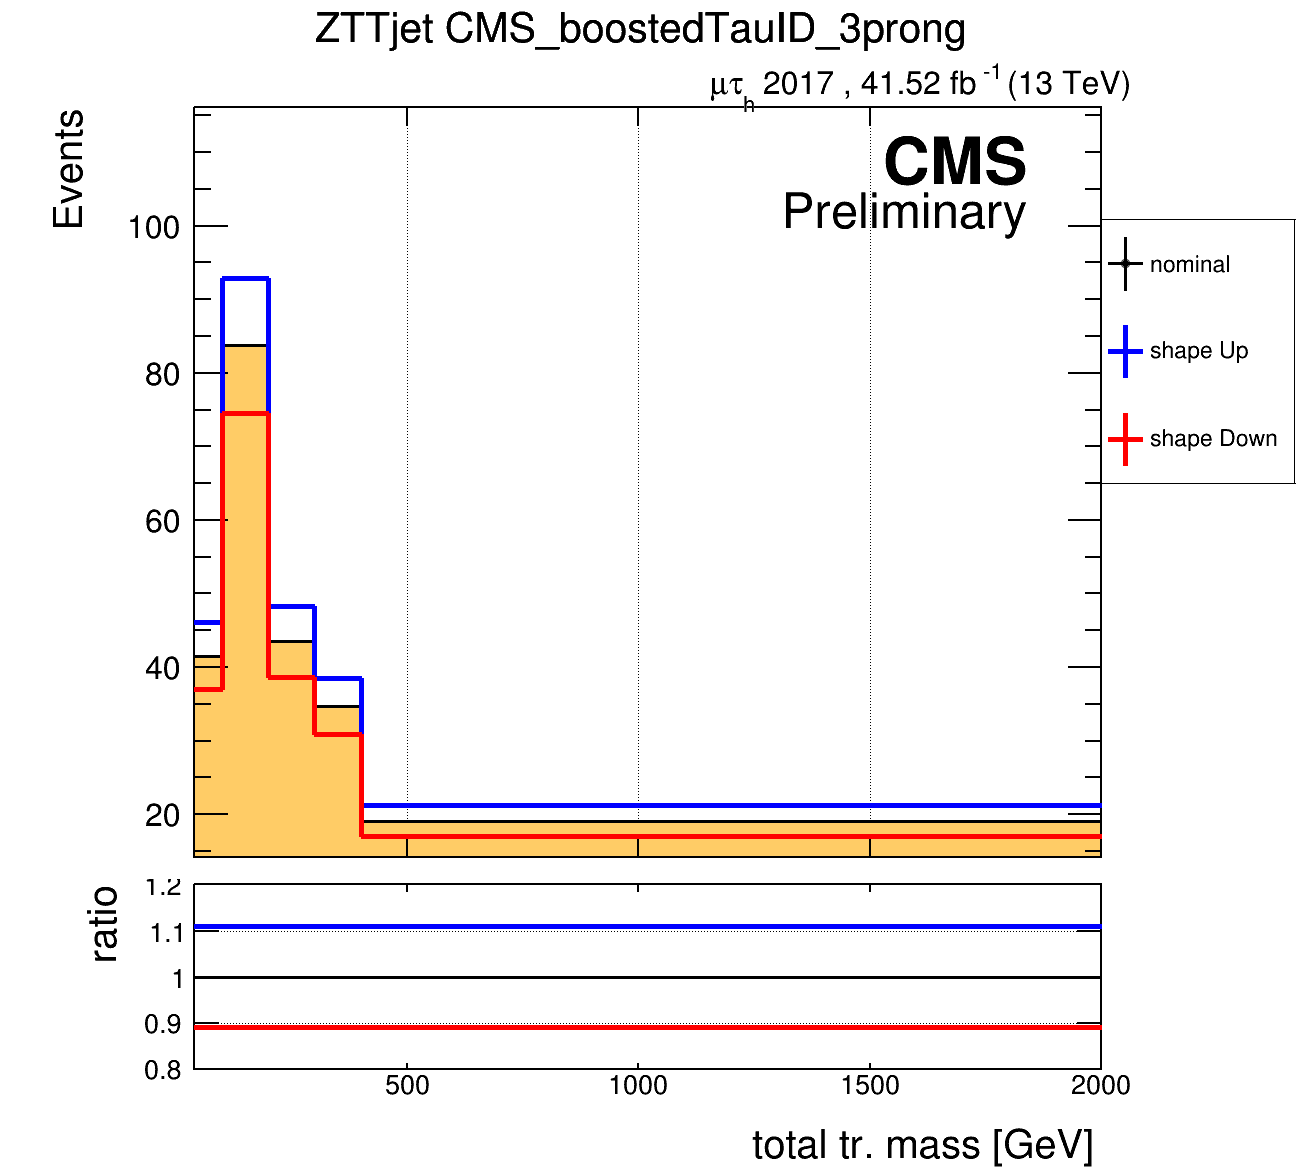 ZTTjet CMS_boostedTauID_3prong
μτh 2017 , 41.52 fb-1 (13 TeV)
Events
CMS
Preliminary
100
80
60
40
20
nominal
shape Up
shape Down
ratio
1.2
1.1
1
0.9
0.8
500 1000 1500 2000
total tr. mass [GeV]